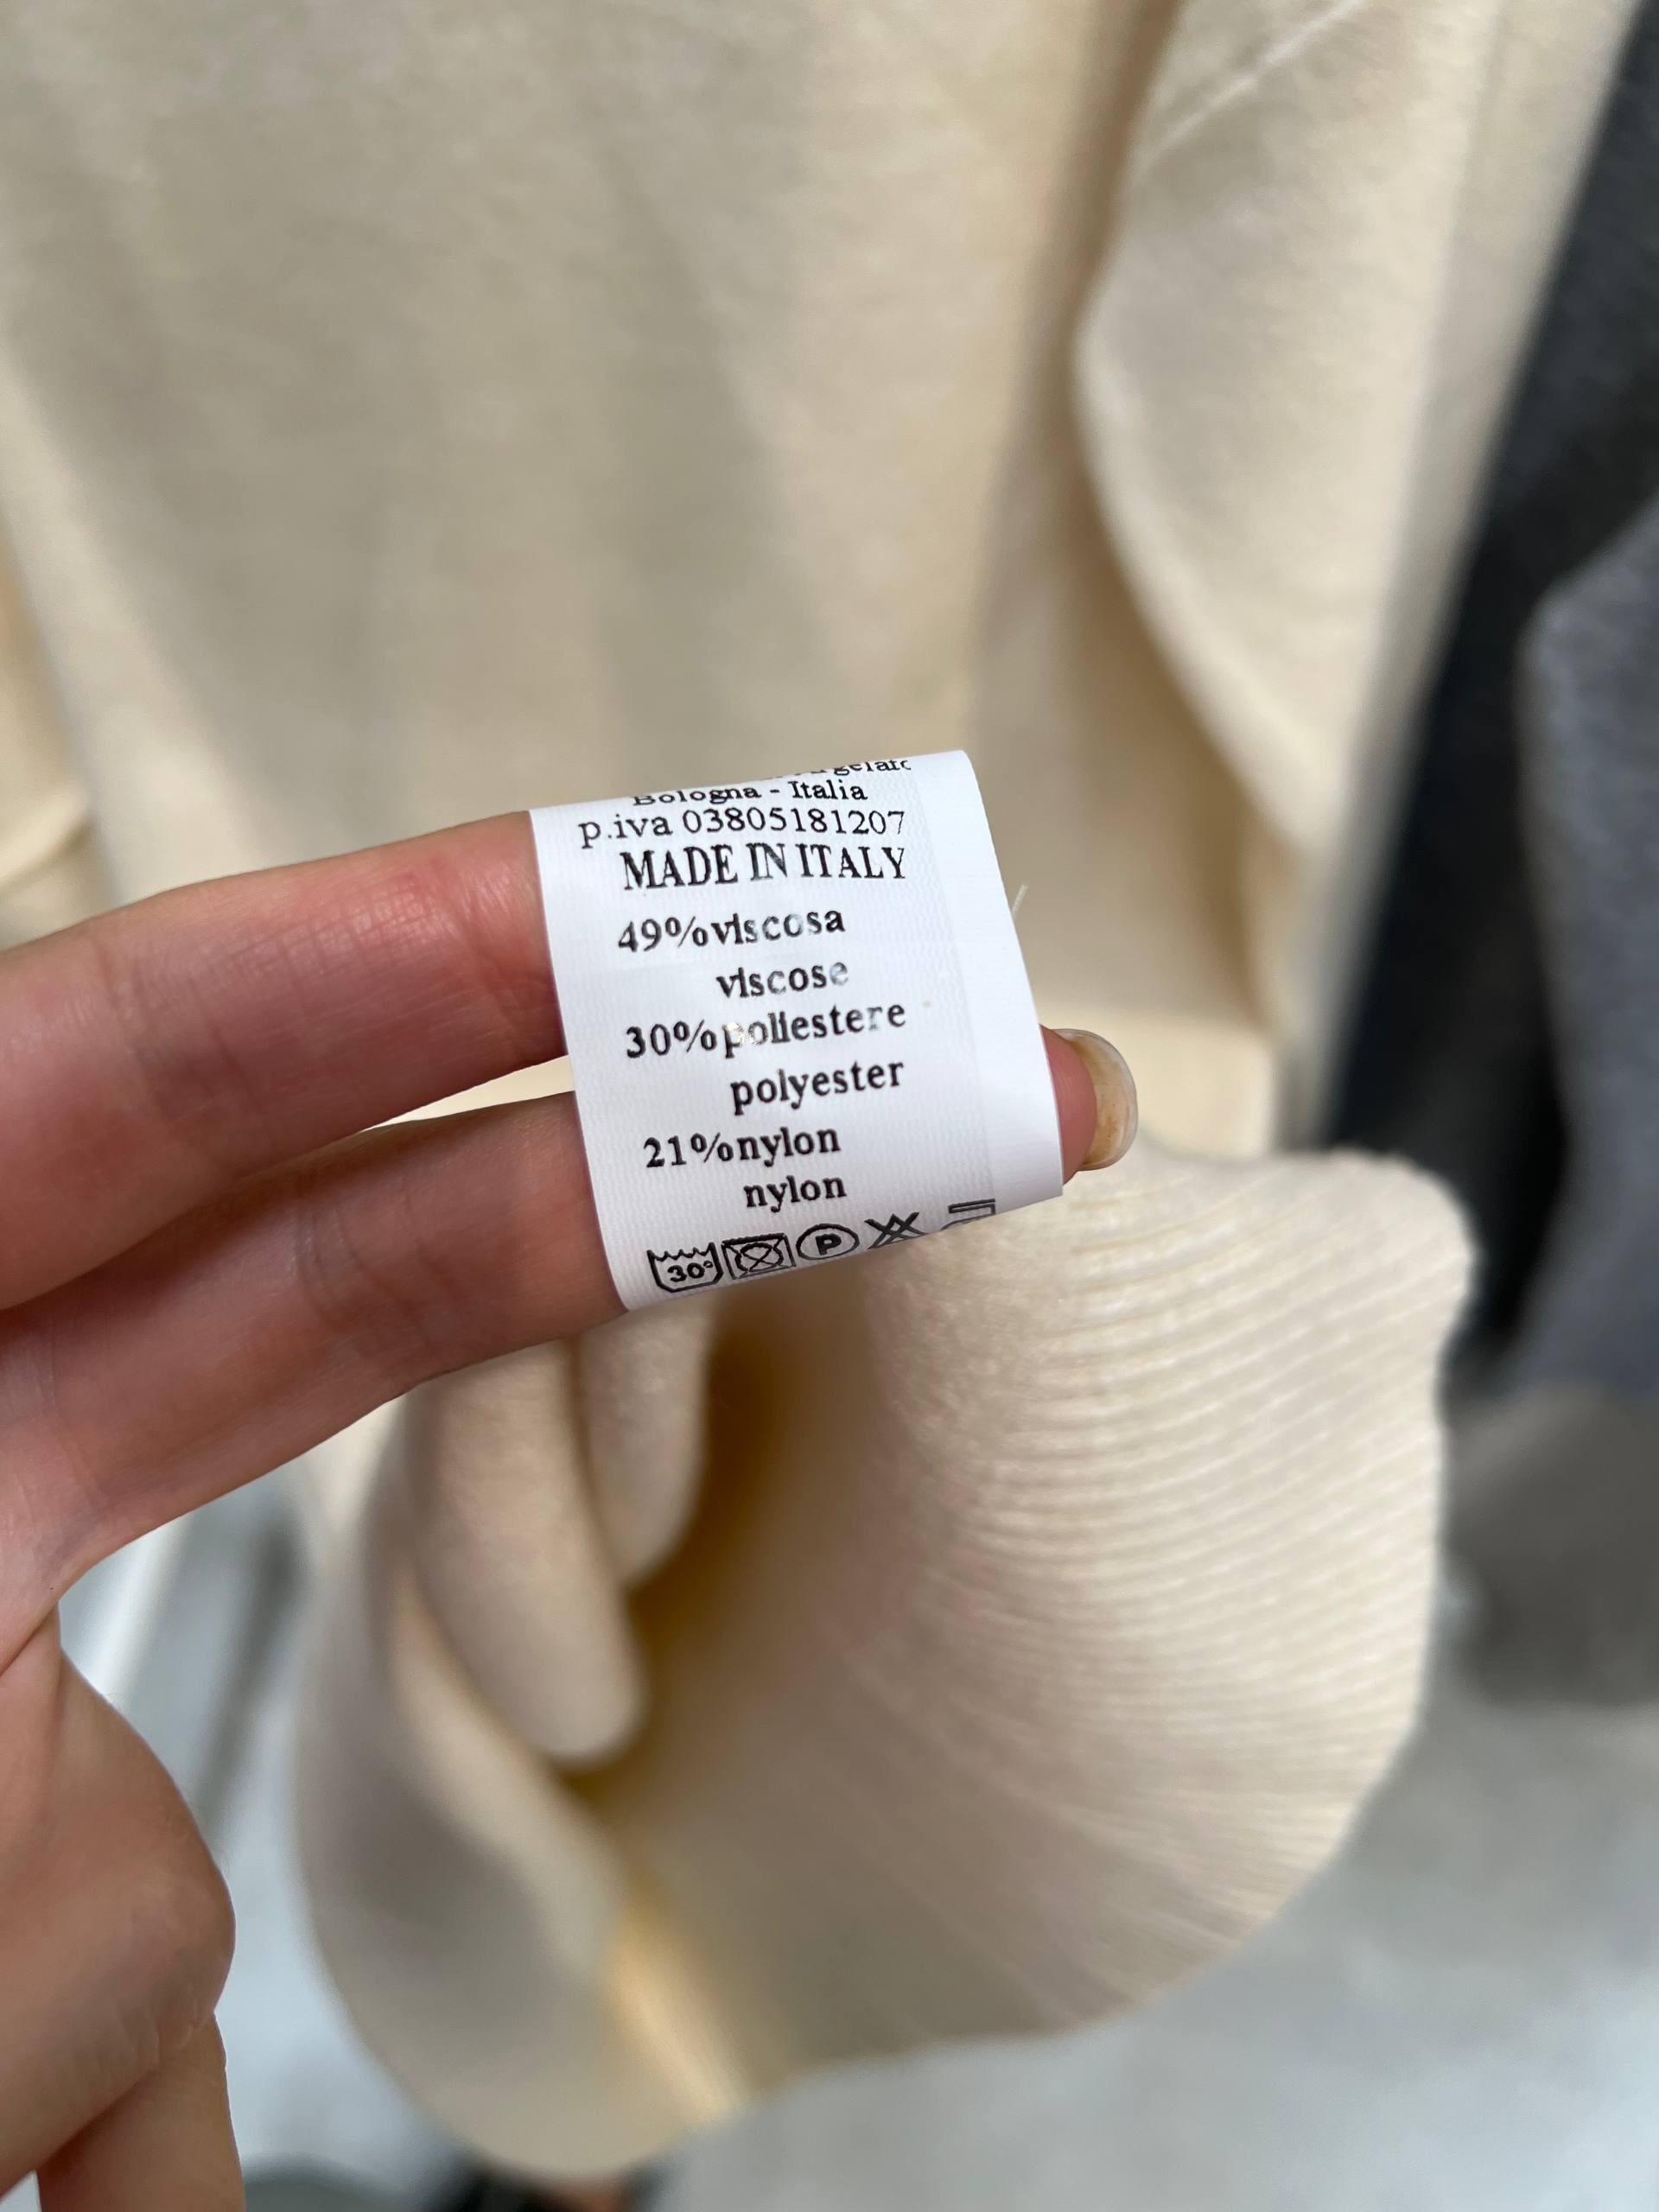 Bologna - Italia
p.iva 03805181207
MADE IN ITALY
49%viscosa
viscose
30%poliestere
polyester
21%nylon
nylon
30° P